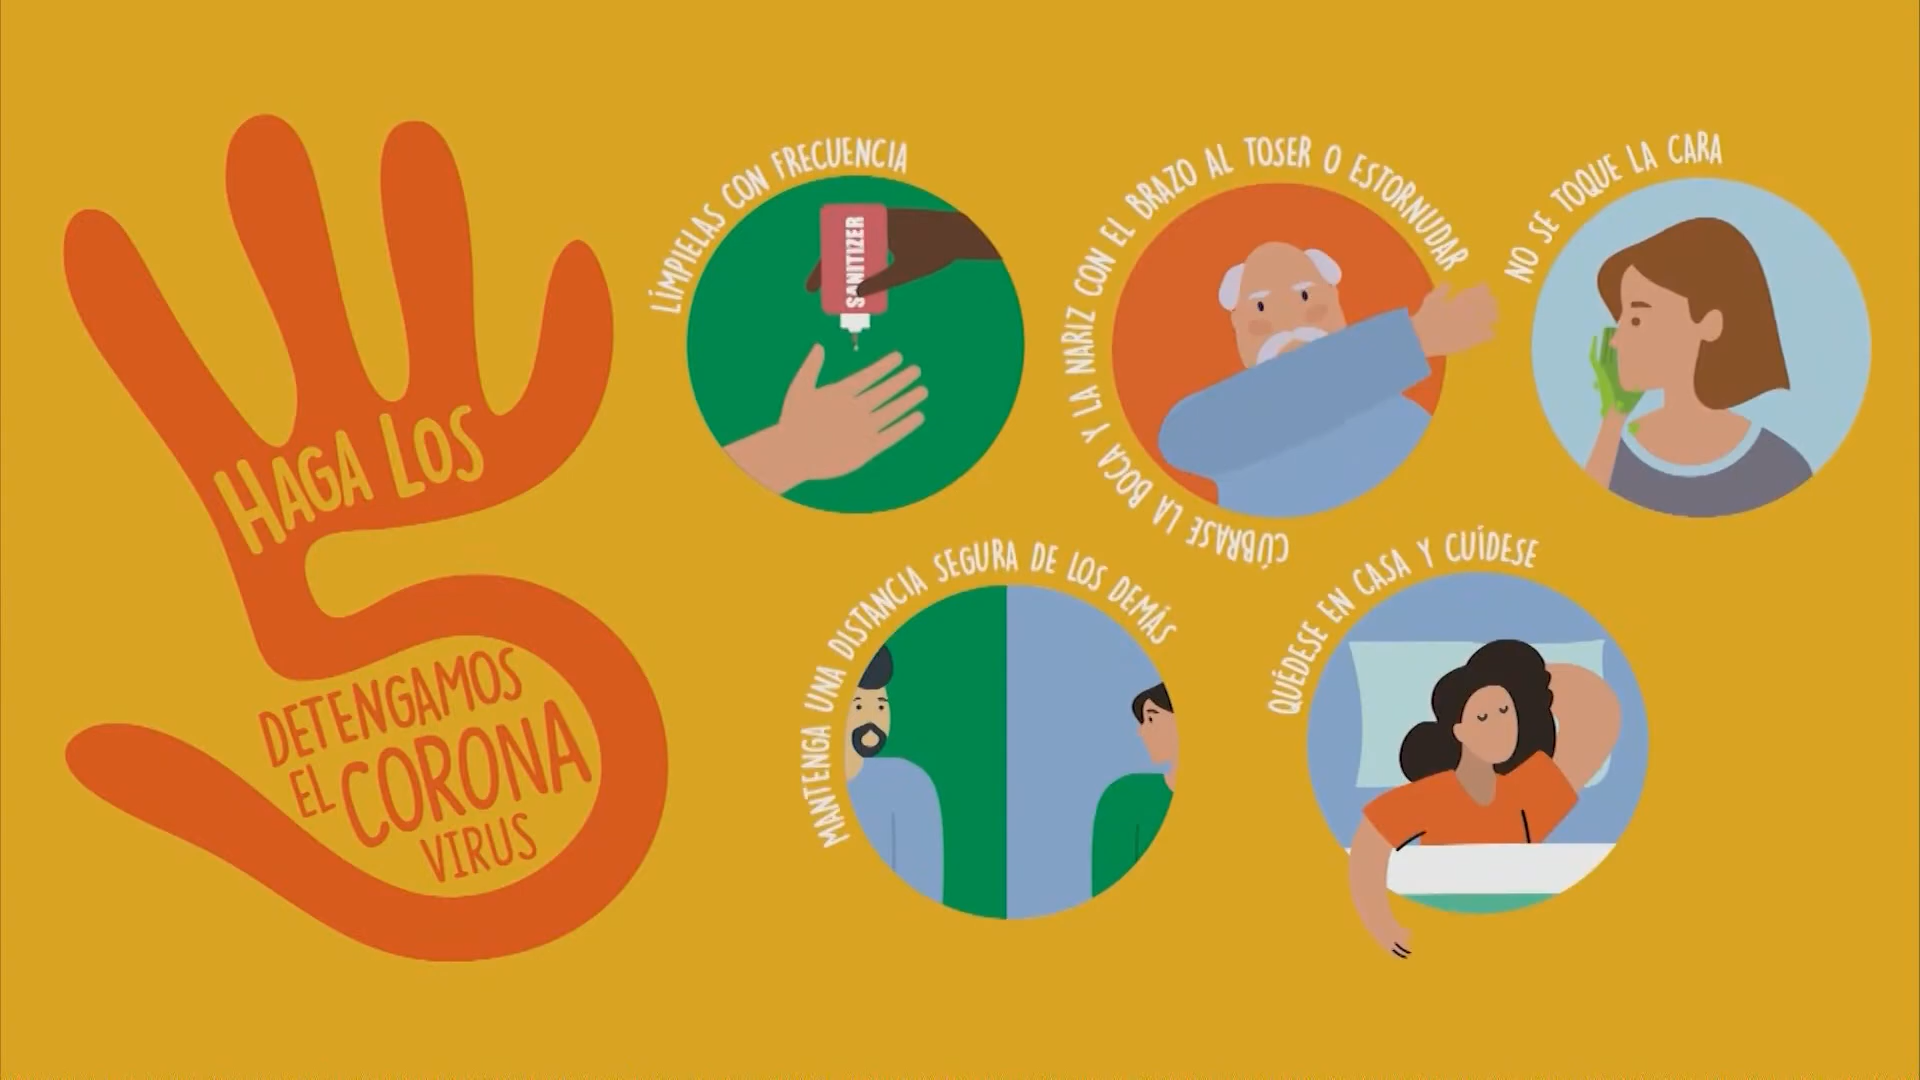 HAGA LOS
5
DETENGAMOS
EL CORONA
VIRUS
LÍMPIELAS CON FRECUENCIA
SANITIZER
CÚBRASE LA BOCA Y LA NARIZ CON EL BRAZO AL TOSER O ESTORNUDAR
NO SE TOQUE LA CARA
MANTENGA UNA DISTANCIA SEGURA DE LOS DEMÁS
QUÉDESE EN CASA Y CUÍDESE